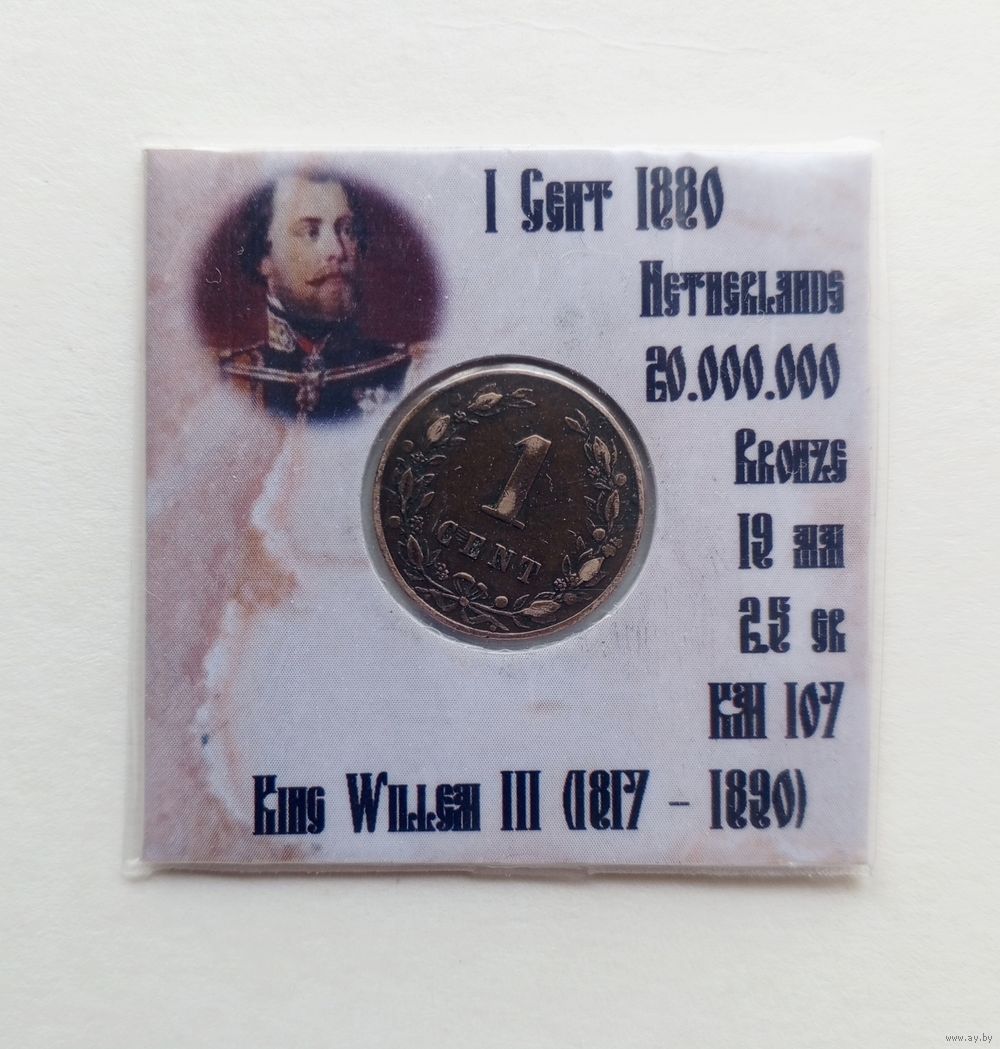 1 Cent 1880
Netherlands
20.000.000
Bronze
19 mm
2,5 gr
KM 107
King Willem III (1817 – 1890)
1
CENT
www.ay.by